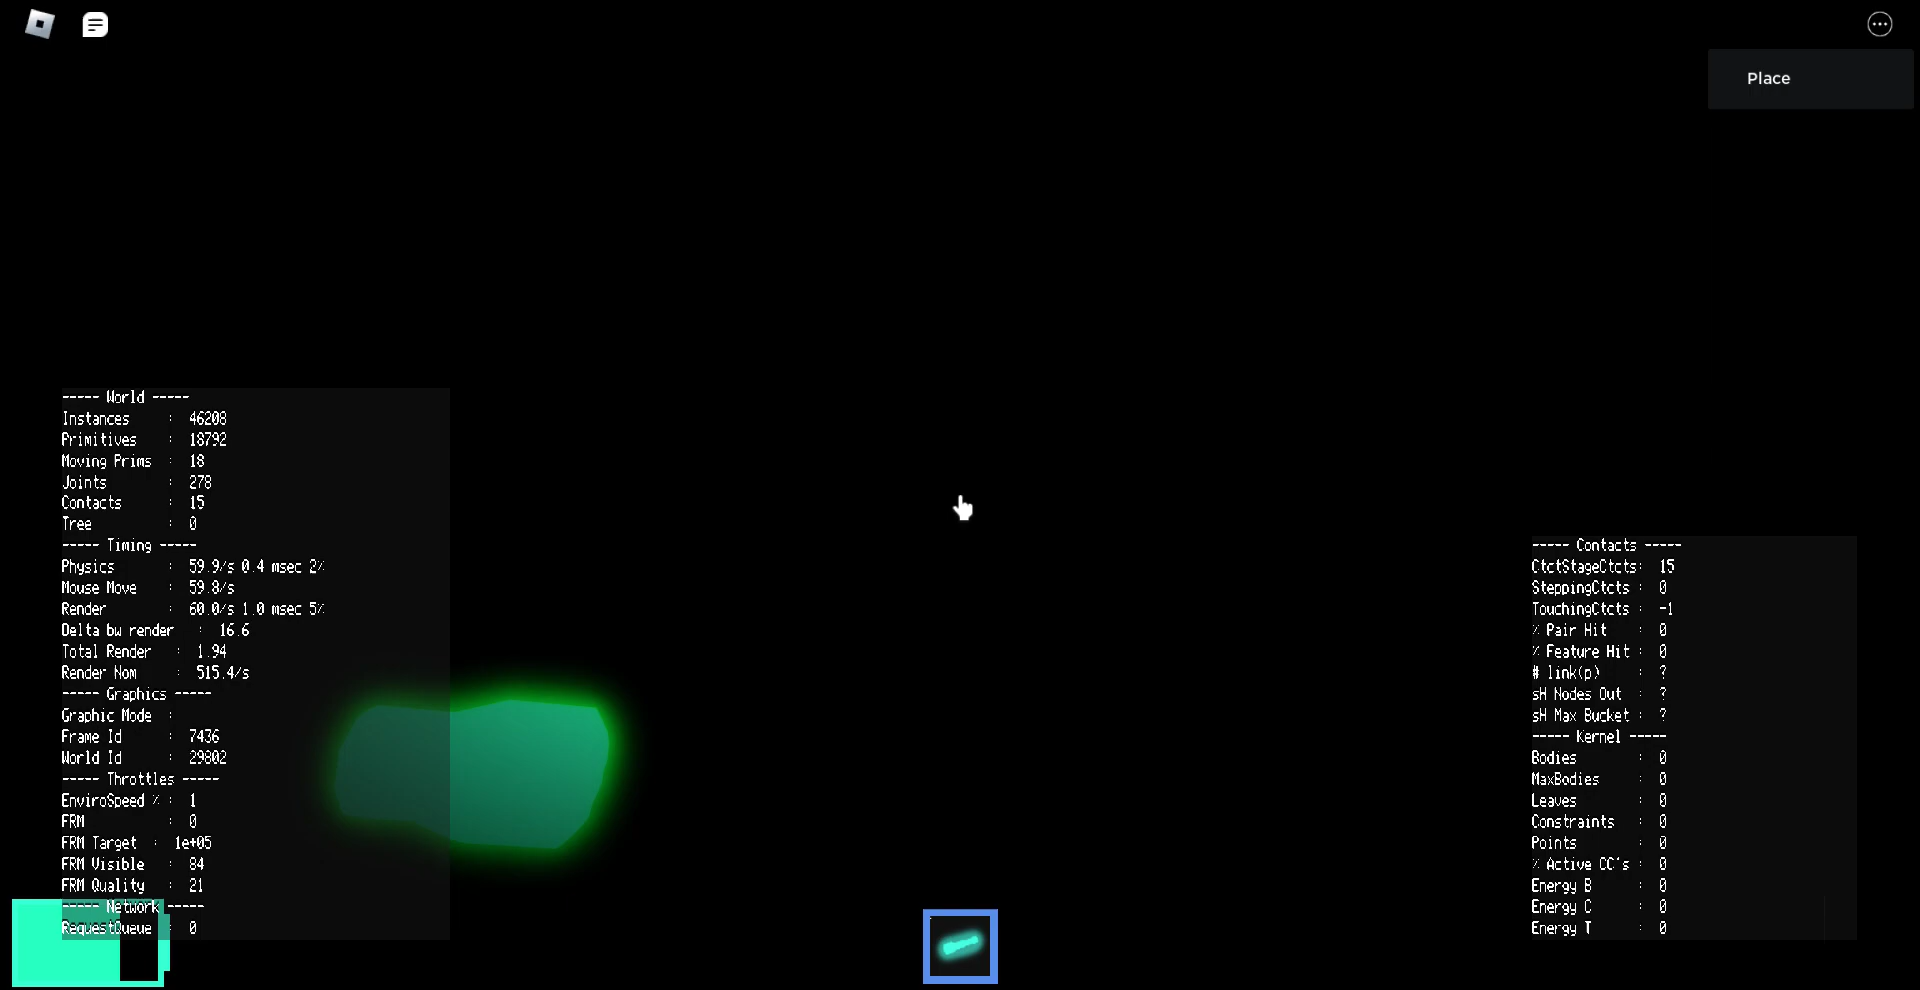 Place
----- World -----
Instances : 46208
Primitives : 18792
Moving Prims : 18
Joints : 278
Contacts : 15
Tree : 0
----- Timing -----
Physics : 59.9/s 0.4 msec 2%
Mouse Move : 59.8/s
Render : 60.0/s 1.0 msec 5%
Delta bw render : 16.6
Total Render : 1.94
Render Nom : 515.4/s
----- Graphics -----
Graphic Mode :
Frame Id : 7436
World Id : 29802
----- Throttles -----
EnviroSpeed % : 1
FRM : 0
FRM Target : 1e+05
FRM Visible : 84
FRM Quality : 21
----- Network -----
RequestQueue : 0
----- Contacts -----
CtctStageCtcts: 15
SteppingCtcts : 0
TouchingCtcts : -1
% Pair Hit : 0
% Feature Hit : 0
# link(p) : ?
sH Nodes Out : ?
sH Max Bucket : ?
----- Kernel -----
Bodies : 0
MaxBodies : 0
Leaves : 0
Constraints : 0
Points : 0
% Active CC's : 0
Energy B : 0
Energy C : 0
Energy T : 0